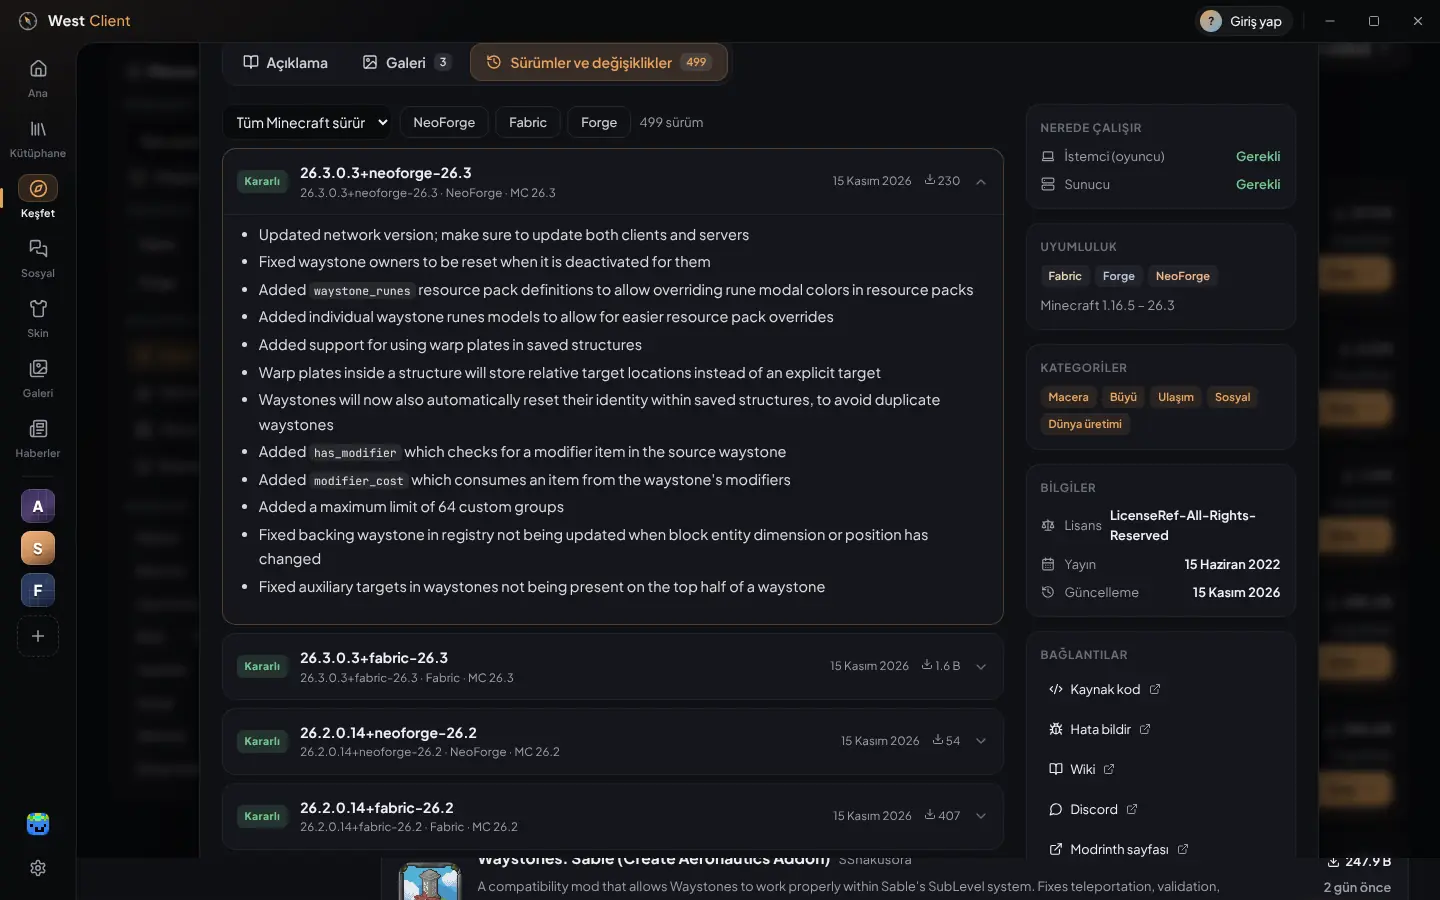 West Client
? Giriş yap
Ana
Kütüphane
Keşfet
Sosyal
Skin
Galeri
Haberler
A
S
F
Açıklama
Galeri 3
Sürümler ve değişiklikler 499
Tüm Minecraft sürür
NeoForge
Fabric
Forge
499 sürüm
Kararlı
26.3.0.3+neoforge-26.3
26.3.0.3+neoforge-26.3 · NeoForge · MC 26.3
15 Kasım 2026
230
Updated network version; make sure to update both clients and servers
Fixed waystone owners to be reset when it is deactivated for them
Added waystone_runes resource pack definitions to allow overriding rune modal colors in resource packs
Added individual waystone runes models to allow for easier resource pack overrides
Added support for using warp plates in saved structures
Warp plates inside a structure will store relative target locations instead of an explicit target
Waystones will now also automatically reset their identity within saved structures, to avoid duplicate
waystones
Added has_modifier which checks for a modifier item in the source waystone
Added modifier_cost which consumes an item from the waystone's modifiers
Added a maximum limit of 64 custom groups
Fixed backing waystone in registry not being updated when block entity dimension or position has
changed
Fixed auxiliary targets in waystones not being present on the top half of a waystone
Kararlı
26.3.0.3+fabric-26.3
26.3.0.3+fabric-26.3 · Fabric · MC 26.3
15 Kasım 2026
1.6 B
Kararlı
26.2.0.14+neoforge-26.2
26.2.0.14+neoforge-26.2 · NeoForge · MC 26.2
15 Kasım 2026
54
Kararlı
26.2.0.14+fabric-26.2
26.2.0.14+fabric-26.2 · Fabric · MC 26.2
15 Kasım 2026
407
NEREDE ÇALIŞIR
İstemci (oyuncu) Gerekli
Sunucu Gerekli
UYUMLULUK
Fabric Forge NeoForge
Minecraft 1.16.5 – 26.3
KATEGORİLER
Macera Büyü Ulaşım Sosyal
Dünya üretimi
BİLGİLER
Lisans LicenseRef-All-Rights-
Reserved
Yayın 15 Haziran 2022
Güncelleme 15 Kasım 2026
BAĞLANTILAR
Kaynak kod
Hata bildir
Wiki
Discord
Modrinth sayfası
Waystones: Sable (Create Aeronautics Addon) SShakusora
247.9 B
A compatibility mod that allows Waystones to work properly within Sable's SubLevel system. Fixes teleportation, validation,
2 gün önce